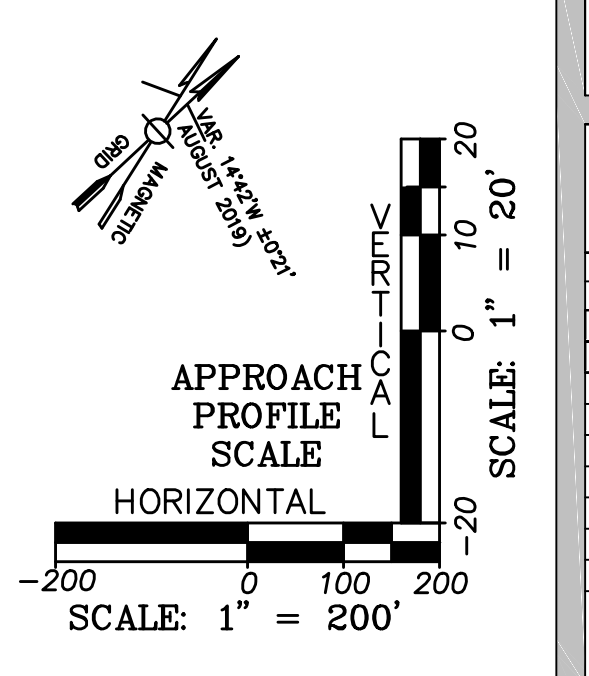 GRID
MAGNETIC
VAR. 14°42'W ±0°21'
AUGUST 2019)
APPROACH
PROFILE
SCALE
VERTICAL
20
10
0
-20
SCALE: 1" = 20'
HORIZONTAL
-200 0 100 200
SCALE: 1" = 200'